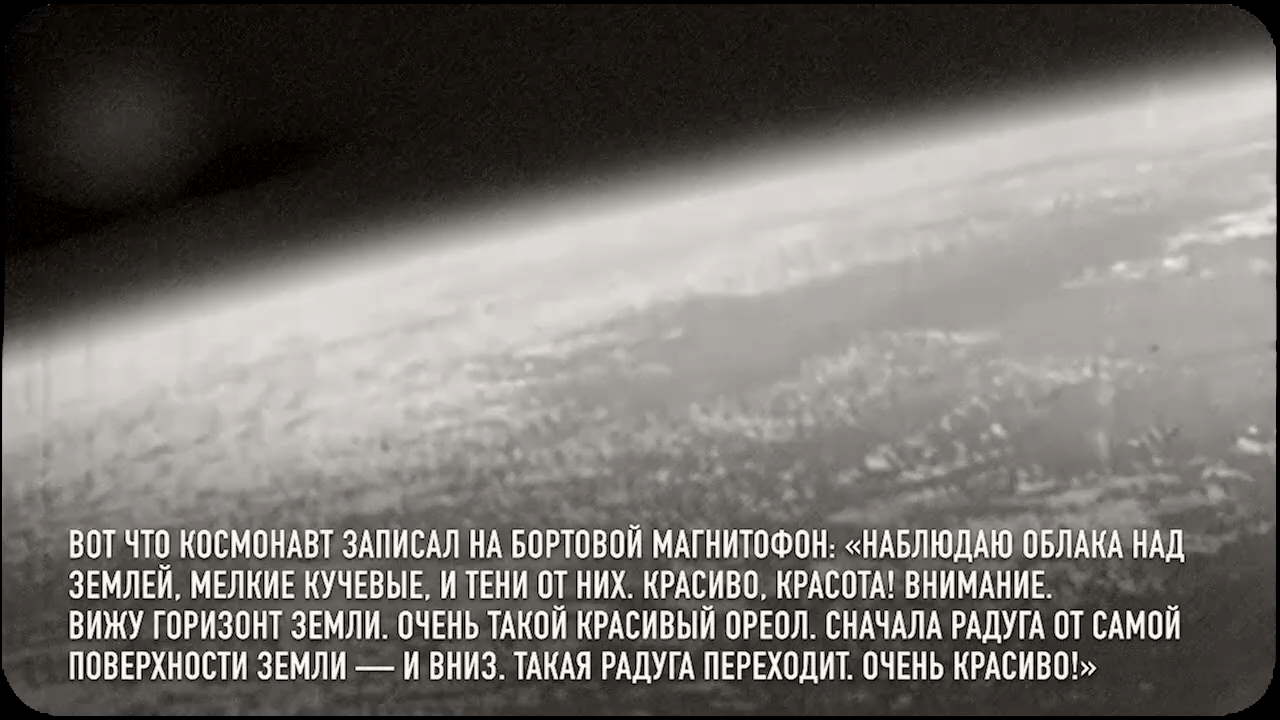 ВОТ ЧТО КОСМОНАВТ ЗАПИСАЛ НА БОРТОВОЙ МАГНИТОФОН: «НАБЛЮДАЮ ОБЛАКА НАД
ЗЕМЛЕЙ, МЕЛКИЕ КУЧЕВЫЕ, И ТЕНИ ОТ НИХ. КРАСИВО, КРАСОТА! ВНИМАНИЕ.
ВИЖУ ГОРИЗОНТ ЗЕМЛИ. ОЧЕНЬ ТАКОЙ КРАСИВЫЙ ОРЕОЛ. СНАЧАЛА РАДУГА ОТ САМОЙ
ПОВЕРХНОСТИ ЗЕМЛИ — И ВНИЗ. ТАКАЯ РАДУГА ПЕРЕХОДИТ. ОЧЕНЬ КРАСИВО!»